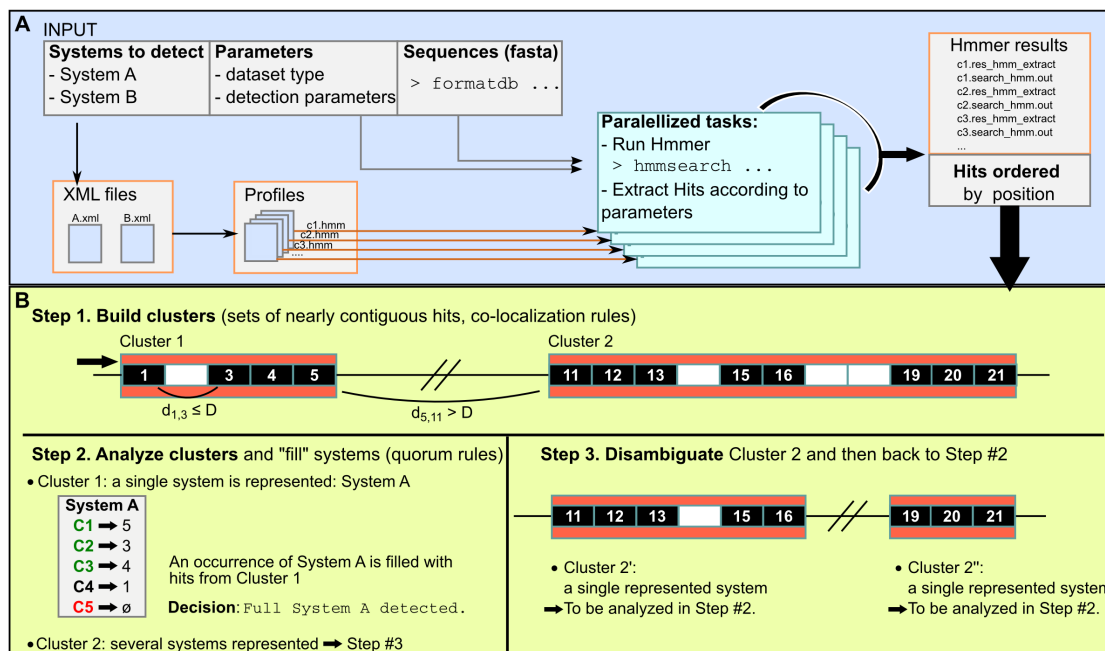 A
INPUT
Systems to detect
- System A
- System B
Parameters
- dataset type
- detection parameters
Sequences (fasta)
> formatdb ...
XML files
A.xml
B.xml
Profiles
c1.hmm
c2.hmm
c3.hmm
....
Paralellized tasks:
- Run Hmmer
> hmmsearch ...
- Extract Hits according to
parameters
Hmmer results
c1.res_hmm_extract
c1.search_hmm.out
c2.res_hmm_extract
c2.search_hmm.out
c3.res_hmm_extract
c3.search_hmm.out
...
Hits ordered
by position
B
Step 1. Build clusters (sets of nearly contiguous hits, co-localization rules)
Cluster 1
Cluster 2
1 3 4 5
11 12 13 15 16 19 20 21
d1,3 ≤ D
d5,11 > D
Step 2. Analyze clusters and "fill" systems (quorum rules)
• Cluster 1: a single system is represented: System A
System A
C1 ➡ 5
C2 ➡ 3
C3 ➡ 4
C4 ➡ 1
C5 ➡ ø
An occurrence of System A is filled with
hits from Cluster 1
Decision: Full System A detected.
• Cluster 2: several systems represented ➡ Step #3
Step 3. Disambiguate Cluster 2 and then back to Step #2
11 12 13 15 16
19 20 21
• Cluster 2':
a single represented system
➡To be analyzed in Step #2.
• Cluster 2":
a single represented system
➡To be analyzed in Step #2.